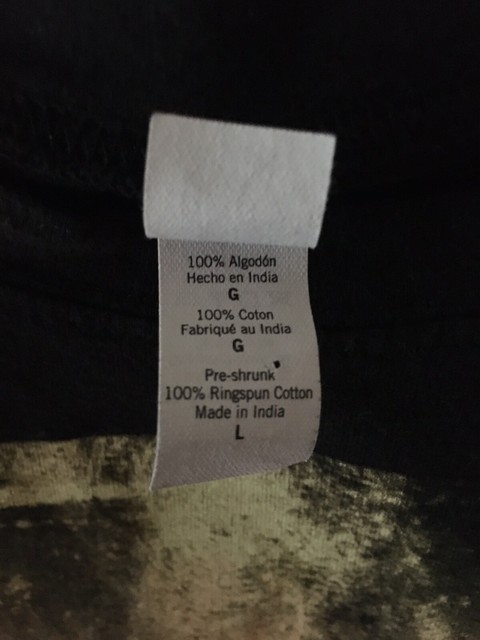 100% Algodón
Hecho en India
G
100% Coton
Fabriqué au India
G
Pre-shrunk
100% Ringspun Cotton
Made in India
L